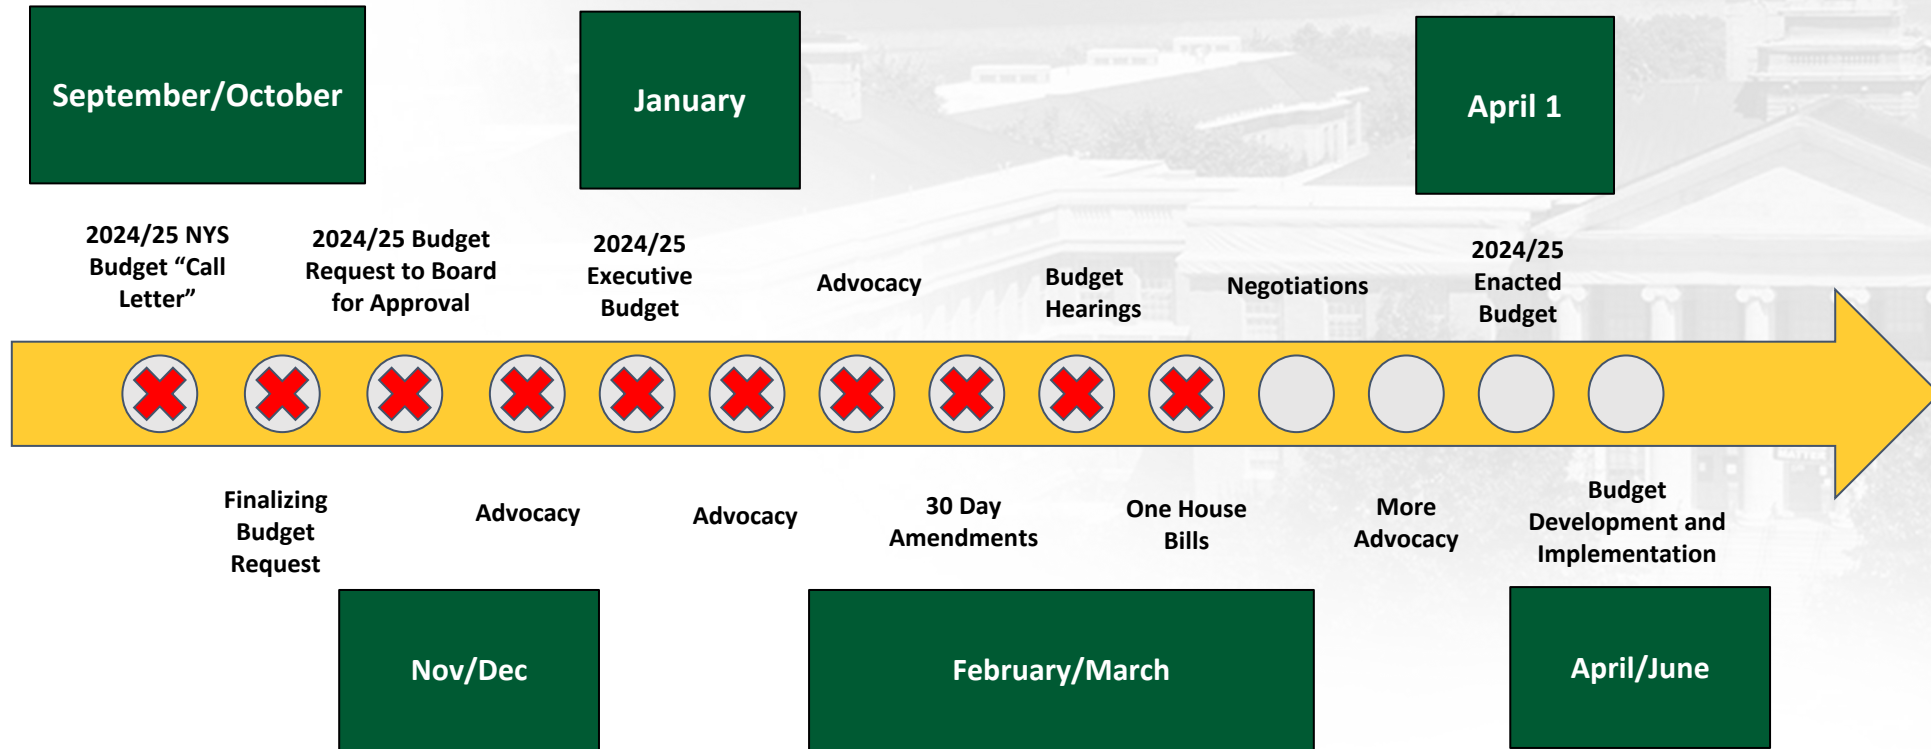 September/October
January
April 1
2024/25 NYS
Budget “Call
Letter”
2024/25 Budget
Request to Board
for Approval
2024/25
Executive
Budget
Advocacy
Budget
Hearings
Negotiations
2024/25
Enacted
Budget
Finalizing
Budget
Request
Advocacy
Advocacy
30 Day
Amendments
One House
Bills
More
Advocacy
Budget
Development and
Implementation
Nov/Dec
February/March
April/June